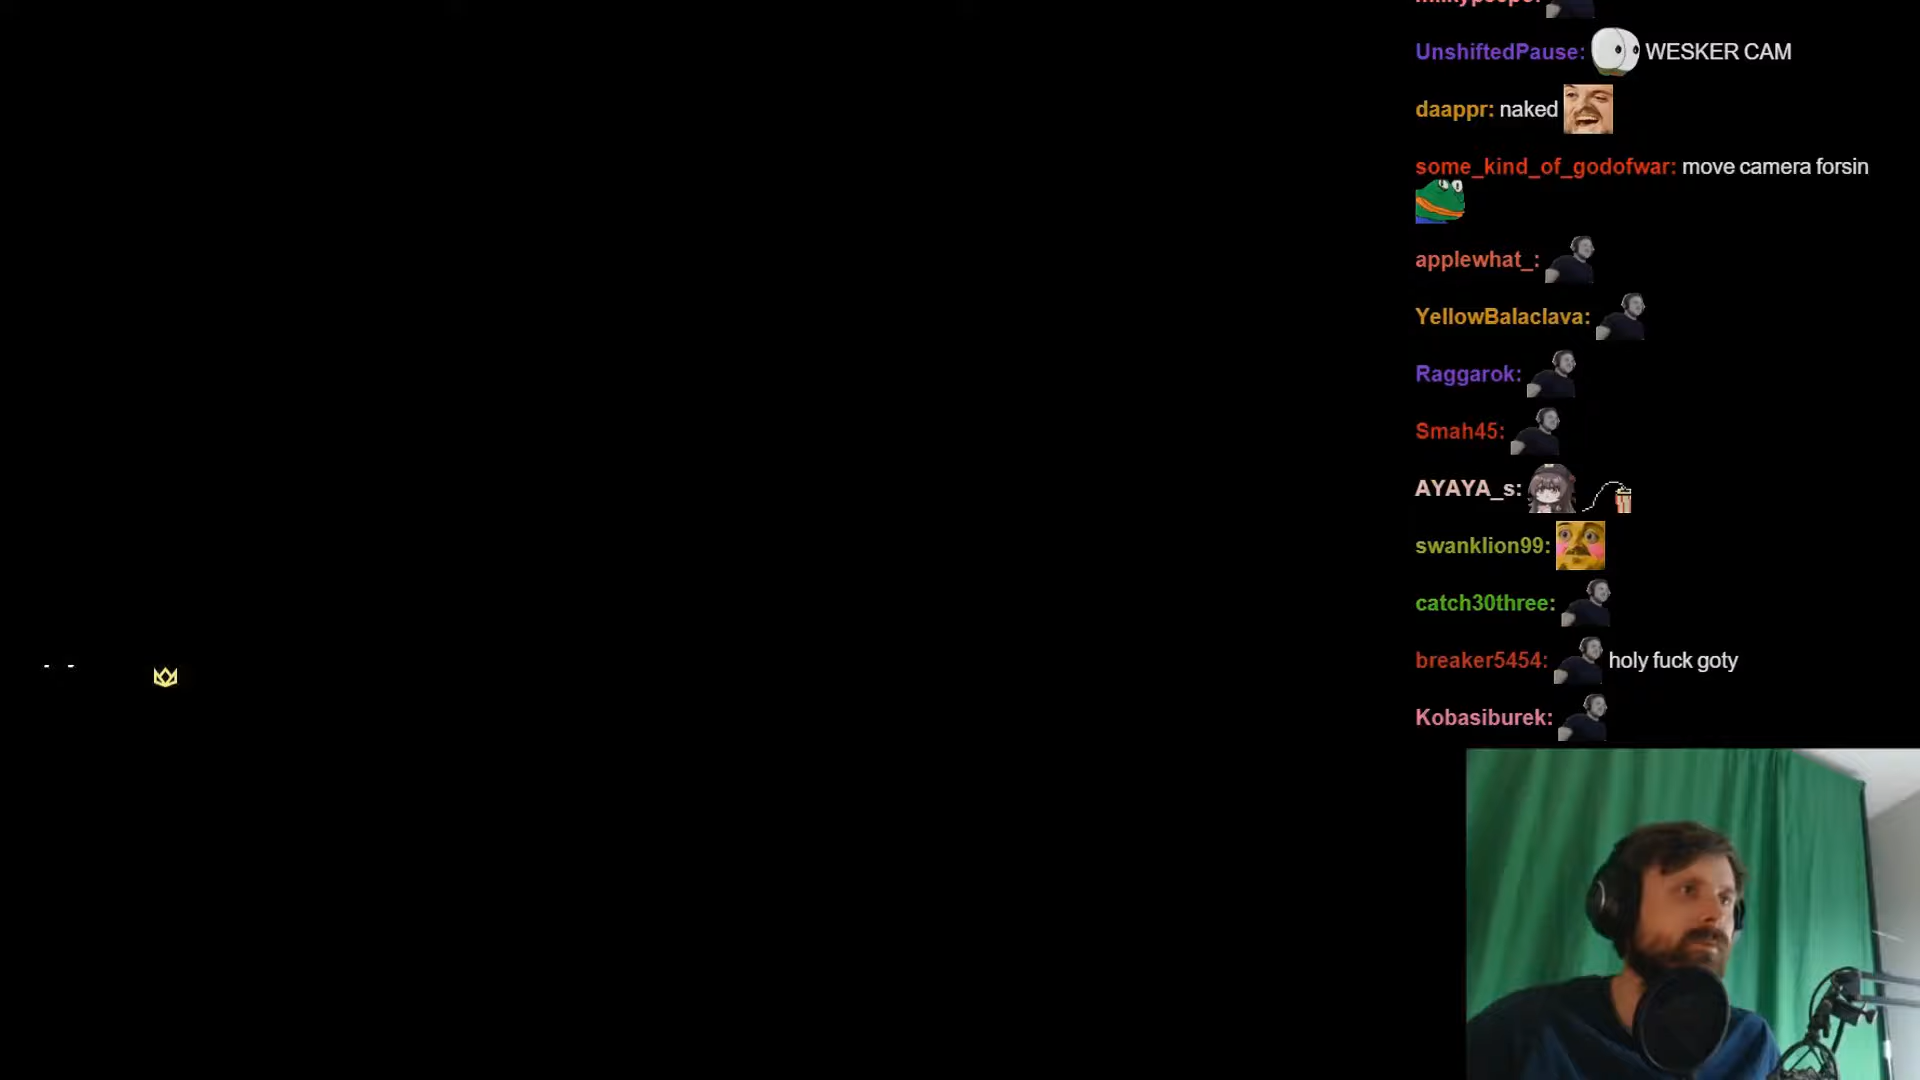 UnshiftedPause: WESKER CAM
daappr: naked
some_kind_of_godofwar: move camera forsin
applewhat_:
YellowBalaclava:
Raggarok:
Smah45:
AYAYA_s:
swanklion99:
catch30three:
breaker5454: holy fuck goty
Kobasiburek: